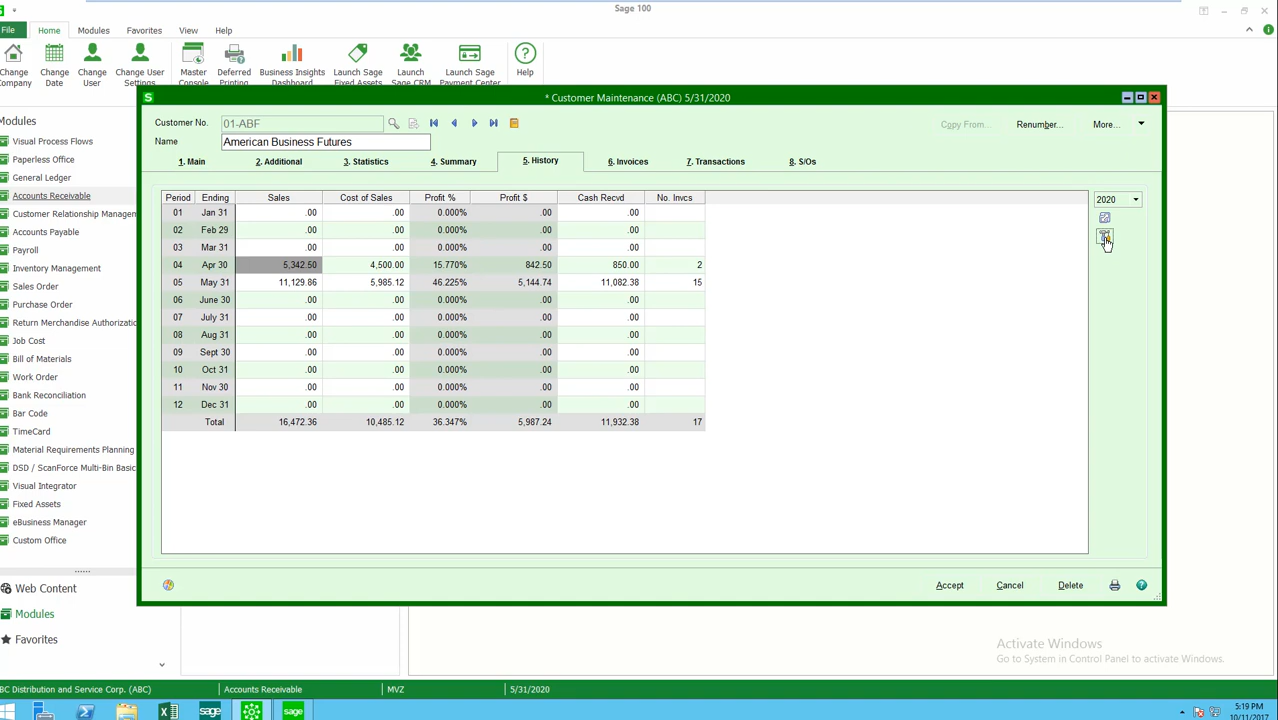 Sage 100
File Home Modules Favorites View Help
Change Company
Change Date
Change User
Change User Settings
Master Console
Deferred Printing
Business Insights Dashboard
Launch Sage Fixed Assets
Launch Sage CRM
Launch Sage Payment Center
Help
Modules
Visual Process Flows
Paperless Office
General Ledger
Accounts Receivable
Customer Relationship Managen
Accounts Payable
Payroll
Inventory Management
Sales Order
Purchase Order
Return Merchandise Authorizatio
Job Cost
Bill of Materials
Work Order
Bank Reconciliation
Bar Code
TimeCard
Material Requirements Planning
DSD / ScanForce Multi-Bin Basic
Visual Integrator
Fixed Assets
eBusiness Manager
Custom Office
Web Content
Modules
Favorites
S
* Customer Maintenance (ABC) 5/31/2020
Customer No. 01-ABF
Copy From... Renumber... More...
Name American Business Futures
1. Main 2. Additional 3. Statistics 4. Summary 5. History 6. Invoices 7. Transactions 8. S/Os
Period Ending Sales Cost of Sales Profit % Profit $ Cash Recvd No. Invcs
2020
01 Jan 31 .00 .00 0.000% .00 .00
02 Feb 29 .00 .00 0.000% .00 .00
03 Mar 31 .00 .00 0.000% .00 .00
04 Apr 30 5,342.50 4,500.00 15.770% 842.50 850.00 2
05 May 31 11,129.86 5,985.12 46.225% 5,144.74 11,082.38 15
06 June 30 .00 .00 0.000% .00 .00
07 July 31 .00 .00 0.000% .00 .00
08 Aug 31 .00 .00 0.000% .00 .00
09 Sept 30 .00 .00 0.000% .00 .00
10 Oct 31 .00 .00 0.000% .00 .00
11 Nov 30 .00 .00 0.000% .00 .00
12 Dec 31 .00 .00 0.000% .00 .00
Total 16,472.36 10,485.12 36.347% 5,987.24 11,932.38 17
Accept Cancel Delete
Activate Windows
Go to System in Control Panel to activate Windows.
BC Distribution and Service Corp. (ABC) Accounts Receivable MVZ 5/31/2020
sage sage
5:19 PM
10/11/2017